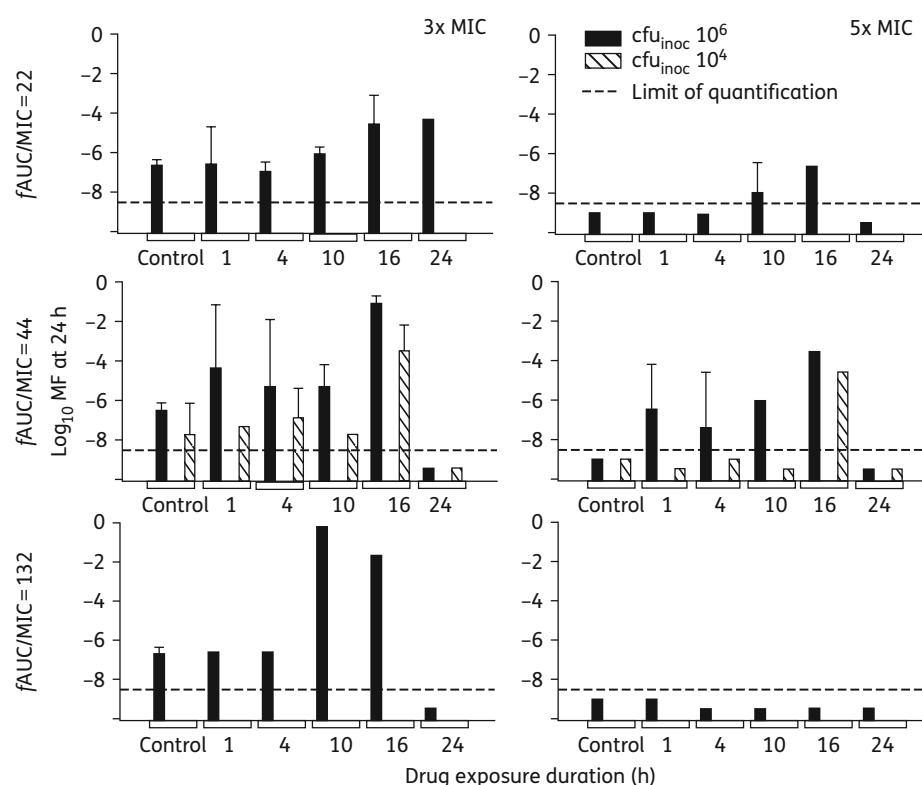 3x MIC
fAUC/MIC = 22
0
−2
−4
−6
−8
Control 1 4 10 16 24
5x MIC
cfu_inoc 10⁶
cfu_inoc 10⁴
Limit of quantification
0
−2
−4
−6
−8
Control 1 4 10 16 24
fAUC/MIC = 44
Log₁₀ MF at 24 h
0
−2
−4
−6
−8
Control 1 4 10 16 24
0
−2
−4
−6
−8
Control 1 4 10 16 24
fAUC/MIC = 132
0
−2
−4
−6
−8
Control 1 4 10 16 24
0
−2
−4
−6
−8
Control 1 4 10 16 24
Drug exposure duration (h)